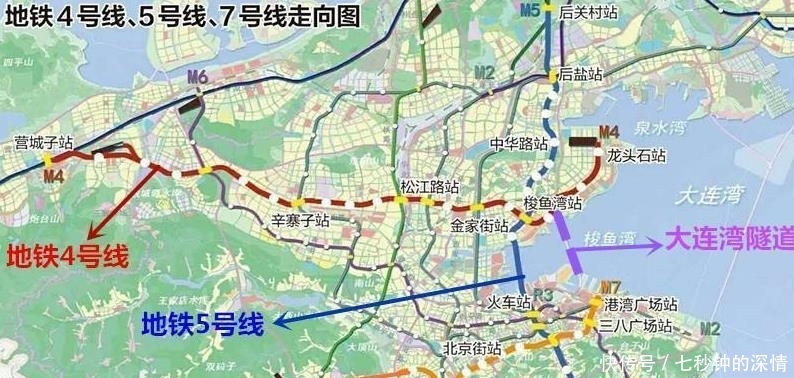 地铁4号线、5号线、7号线走向图
M5
后关村站
M6
M2
后盐站
泉水湾
营城子站
中华路站
M4
M4
龙头石站
松江路站
梭鱼湾站
大连湾
辛寨子站
金家街站
梭鱼湾
大连湾隧道
地铁4号线
M7
地铁5号线
火车站
R3
港湾广场站
三八广场站
M2
北京街站
快传号/七秒钟的深情